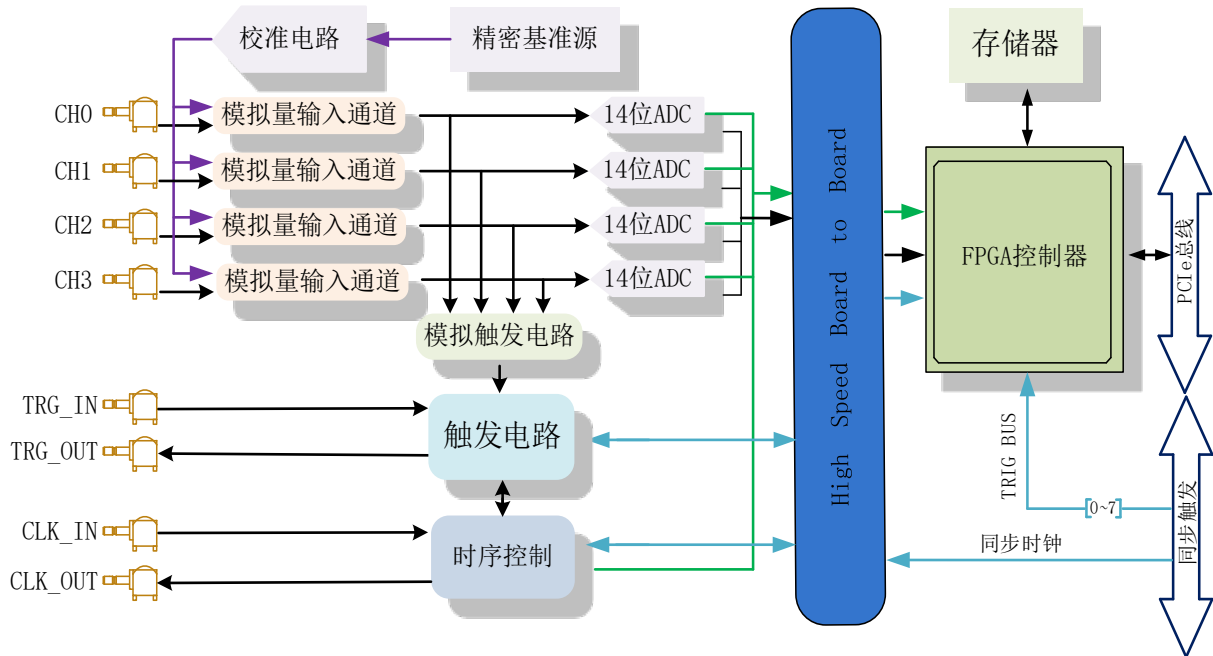 校准电路
精密基准源
存储器
CH0
模拟量输入通道
14位ADC
CH1
模拟量输入通道
14位ADC
CH2
模拟量输入通道
14位ADC
CH3
模拟量输入通道
14位ADC
High Speed Board to Board
FPGA控制器
PCIe总线
模拟触发电路
TRG_IN
TRG_OUT
触发电路
TRIG BUS
[0~7]
同步触发
CLK_IN
CLK_OUT
时序控制
同步时钟